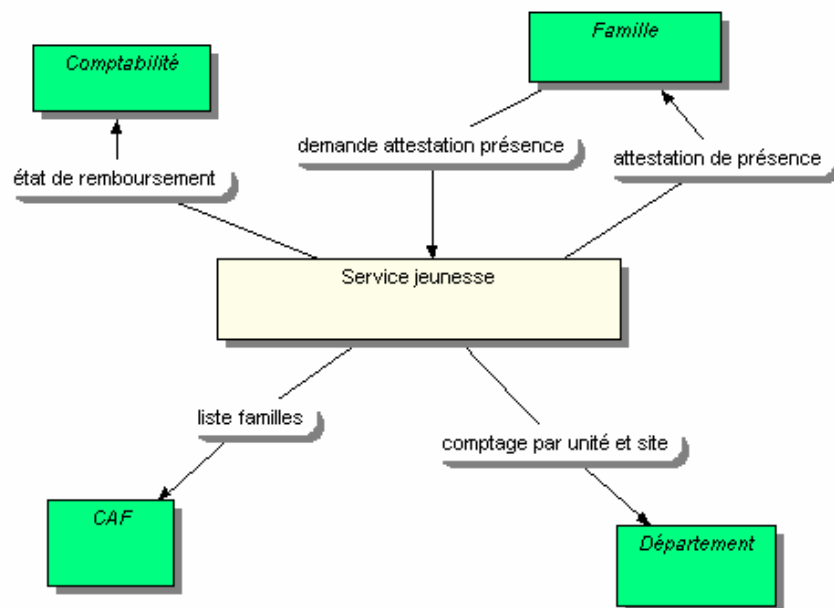 Famille
Comptabilité
demande attestation présence
attestation de présence
état de remboursement
Service jeunesse
liste familles
comptage par unité et site
CAF
Département